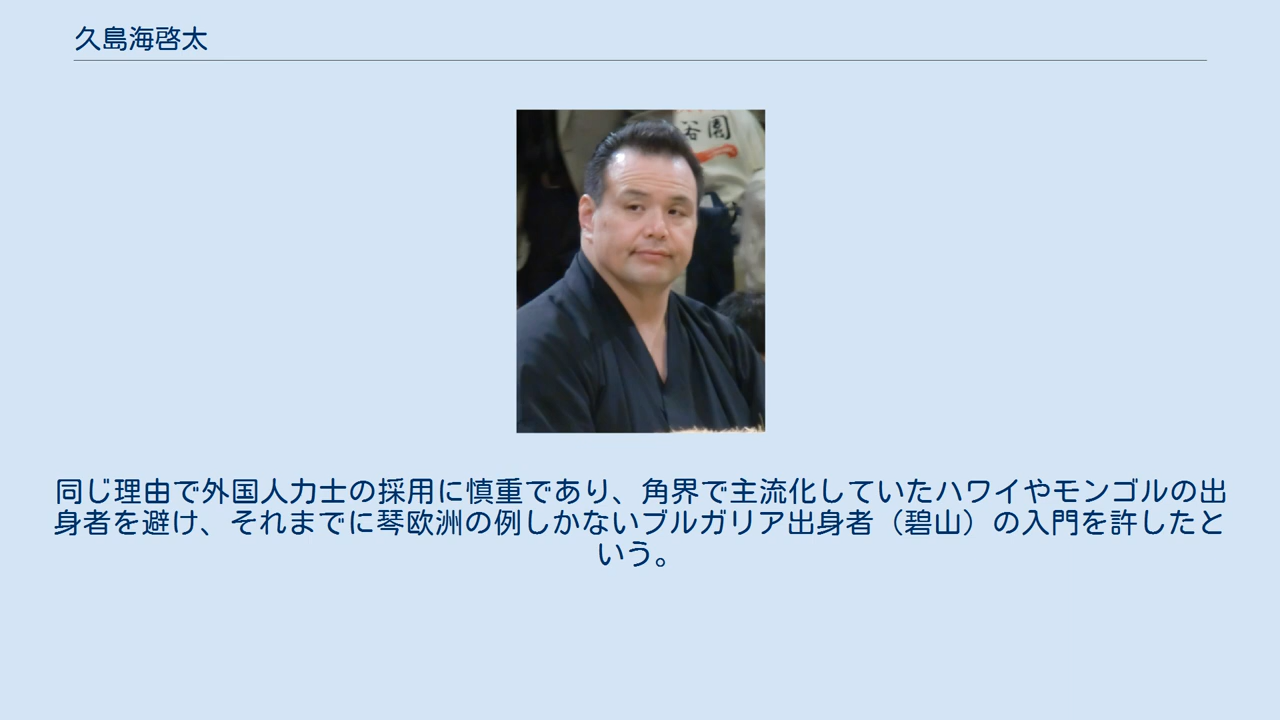 久島海啓太
谷園
同じ理由で外国人力士の採用に慎重であり、角界で主流化していたハワイやモンゴルの出
身者を避け、それまでに琴欧洲の例しかないブルガリア出身者（碧山）の入門を許したと
いう。